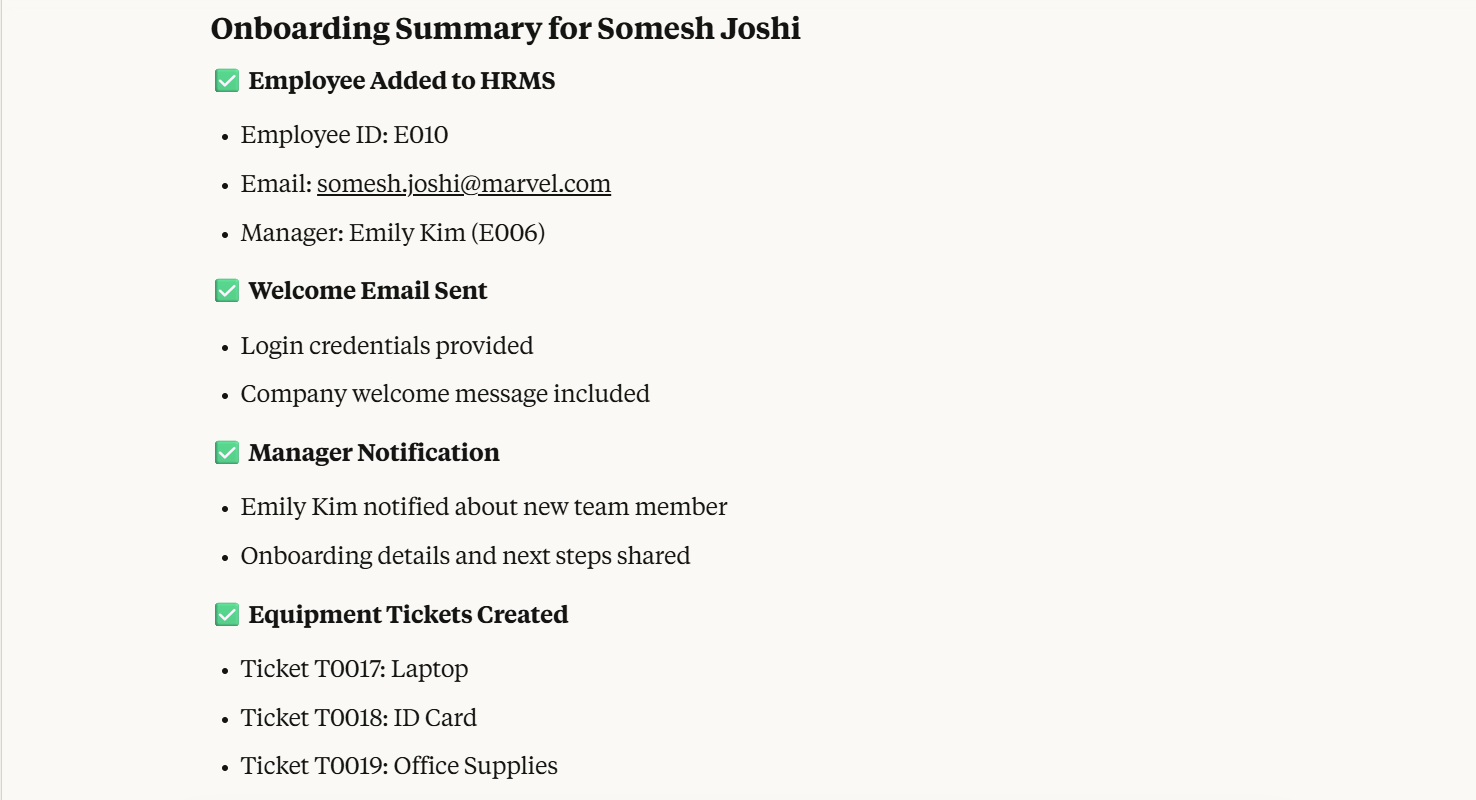 Onboarding Summary for Somesh Joshi
✅ Employee Added to HRMS
• Employee ID: E010
• Email: somesh.joshi@marvel.com
• Manager: Emily Kim (E006)
✅ Welcome Email Sent
• Login credentials provided
• Company welcome message included
✅ Manager Notification
• Emily Kim notified about new team member
• Onboarding details and next steps shared
✅ Equipment Tickets Created
• Ticket T0017: Laptop
• Ticket T0018: ID Card
• Ticket T0019: Office Supplies